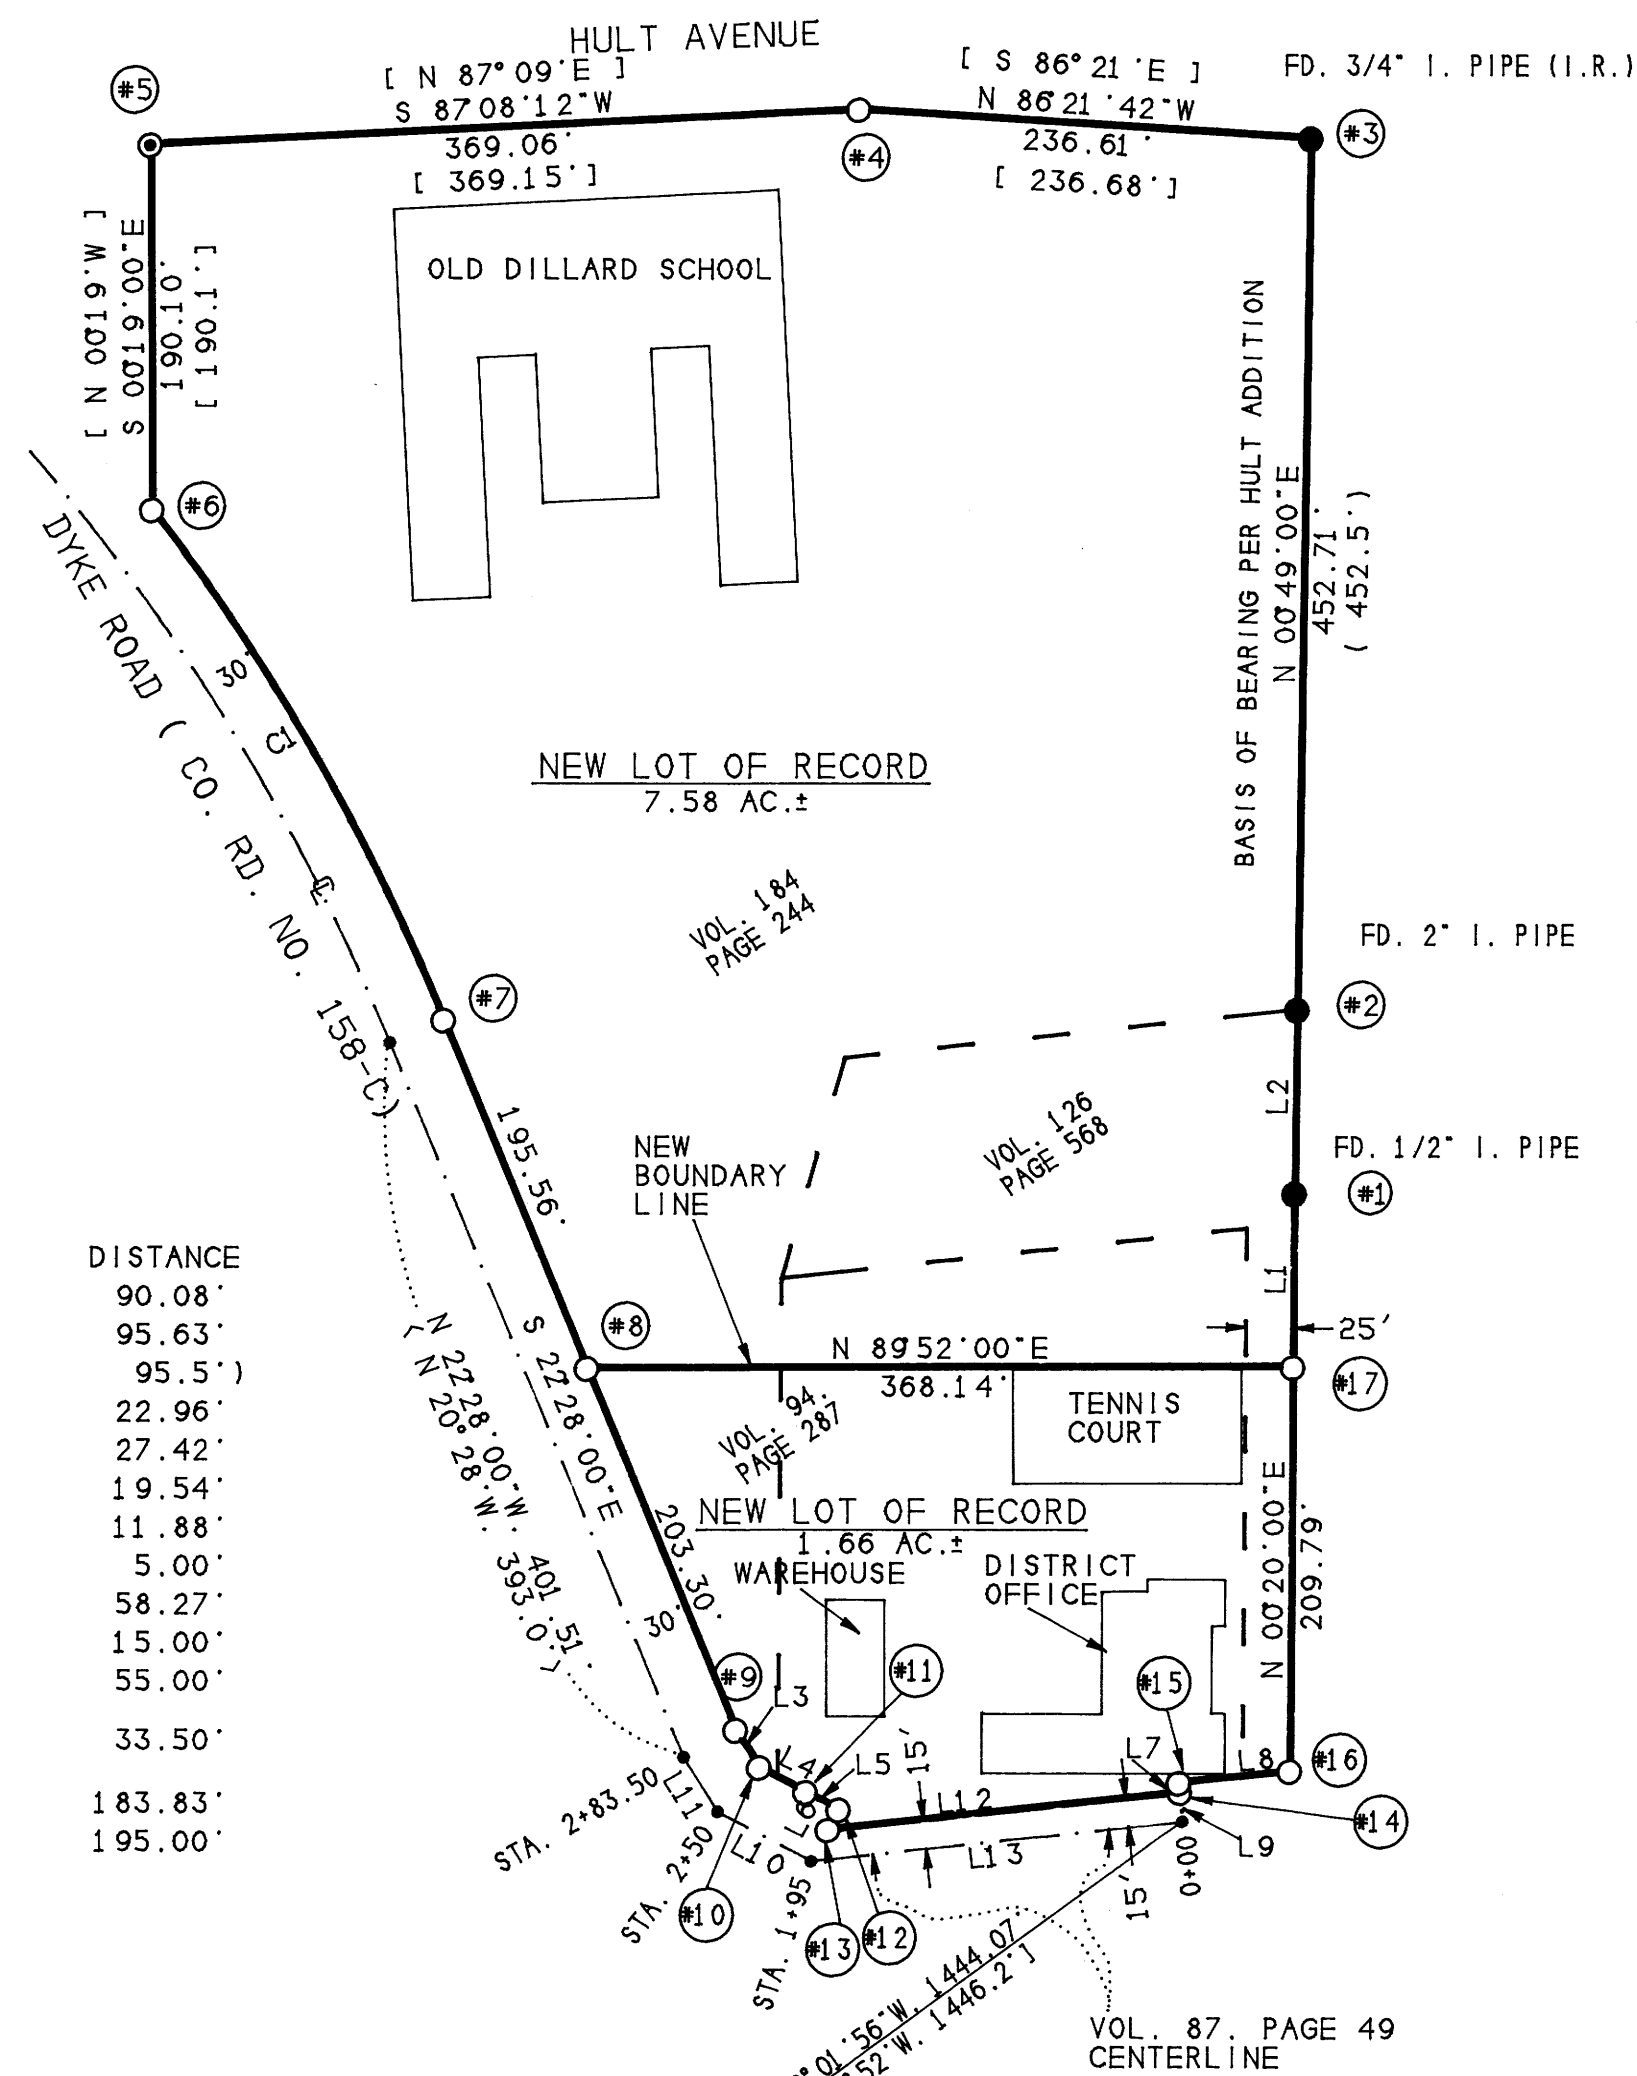 HULT AVENUE
[ N 87°09'E ]
S 87°08'12"W
369.06'
[ 369.15' ]
[ S 86°21'E ]
N 86°21'42"W
236.61'
[ 236.68' ]
FD. 3/4" I. PIPE (I.R.)
#5
#4
#3
[ N 00°19'W ]
S 00°19'00"E
190.10'
[ 190.1' ]
OLD DILLARD SCHOOL
BASIS OF BEARING PER HULT ADDITION
N 00°49'00"E
452.71'
( 452.5' )
#6
DYKE ROAD ( CO. RD. NO. 158-C)
30'
C1
NEW LOT OF RECORD
7.58 AC.±
VOL. 184
PAGE 244
FD. 2" I. PIPE
#7
#2
L2
195.56'
VOL. 126
PAGE 568
FD. 1/2" I. PIPE
#1
NEW
BOUNDARY
LINE
L1
DISTANCE
90.08'
95.63'
95.5')
22.96'
27.42'
19.54'
11.88'
5.00'
58.27'
15.00'
55.00'
33.50'
183.83'
195.00'
#8
25'
N 89°52'00"E
368.14'
#17
TENNIS
COURT
S 22°28'00"E
N 22°28'00"W. 401.51'
< N 20°28'W. 393.0' >
VOL. 94.
PAGE 287
203.30'
30'
NEW LOT OF RECORD
1.66 AC.±
WAREHOUSE
DISTRICT
OFFICE
N 00°20'00"E
209.79'
#9
L3
#11
#15
L4
L5
15'
L7
L8
#16
L6
L12
L11
L10
L13
L9
#14
STA. 2+83.50
STA. 2+50
STA. 1+95
0+00
15'
#10
#13
#12
°01'56"W. 1444.07'
52'W. 1446.2' ]
VOL. 87. PAGE 49
CENTERLINE